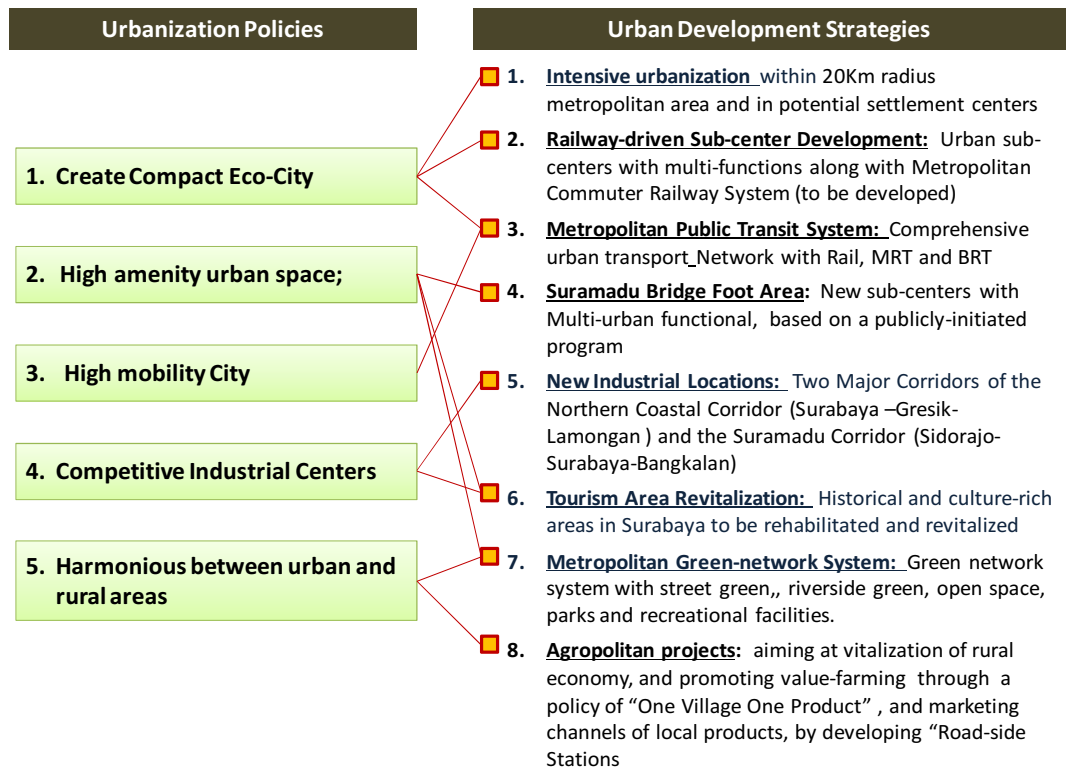 Urbanization Policies
Urban Development Strategies
1. Create Compact Eco-City
2. High amenity urban space;
3. High mobility City
4. Competitive Industrial Centers
5. Harmonious between urban and
rural areas
1. Intensive urbanization within 20Km radius
metropolitan area and in potential settlement centers
2. Railway-driven Sub-center Development: Urban sub-
centers with multi-functions along with Metropolitan
Commuter Railway System (to be developed)
3. Metropolitan Public Transit System: Comprehensive
urban transport Network with Rail, MRT and BRT
4. Suramadu Bridge Foot Area: New sub-centers with
Multi-urban functional, based on a publicly-initiated
program
5. New Industrial Locations: Two Major Corridors of the
Northern Coastal Corridor (Surabaya –Gresik-
Lamongan ) and the Suramadu Corridor (Sidorajo-
Surabaya-Bangkalan)
6. Tourism Area Revitalization: Historical and culture-rich
areas in Surabaya to be rehabilitated and revitalized
7. Metropolitan Green-network System: Green network
system with street green,, riverside green, open space,
parks and recreational facilities.
8. Agropolitan projects: aiming at vitalization of rural
economy, and promoting value-farming through a
policy of “One Village One Product” , and marketing
channels of local products, by developing “Road-side
Stations